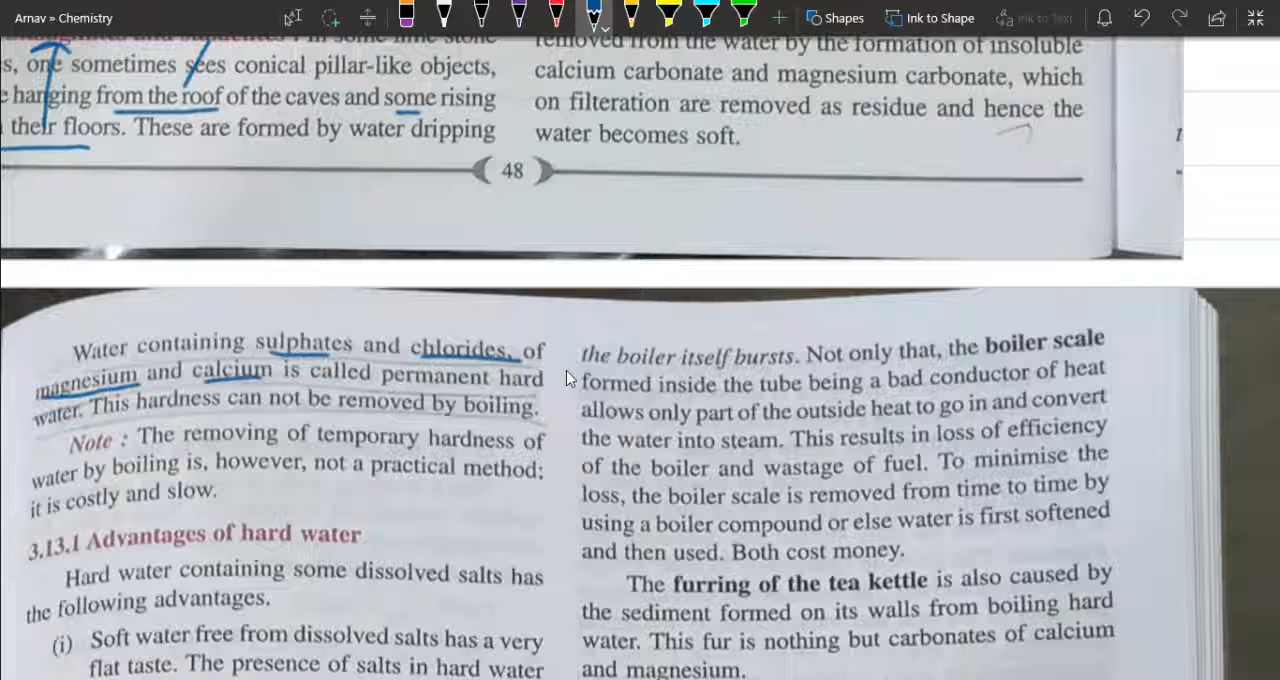 Arnav » Chemistry
Shapes
Ink to Shape
Ink to Text
s, one sometimes sees conical pillar-like objects,
hanging from the roof of the caves and some rising
their floors. These are formed by water dripping
removed from the water by the formation of insoluble
calcium carbonate and magnesium carbonate, which
on filteration are removed as residue and hence the
water becomes soft.
48
Water containing sulphates and chlorides, of
magnesium and calcium is called permanent hard
water. This hardness can not be removed by boiling.
Note : The removing of temporary hardness of
water by boiling is, however, not a practical method;
it is costly and slow.
3.13.1 Advantages of hard water
Hard water containing some dissolved salts has
the following advantages.
(i) Soft water free from dissolved salts has a very
flat taste. The presence of salts in hard water
the boiler itself bursts. Not only that, the boiler scale
formed inside the tube being a bad conductor of heat
allows only part of the outside heat to go in and convert
the water into steam. This results in loss of efficiency
of the boiler and wastage of fuel. To minimise the
loss, the boiler scale is removed from time to time by
using a boiler compound or else water is first softened
and then used. Both cost money.
The furring of the tea kettle is also caused by
the sediment formed on its walls from boiling hard
water. This fur is nothing but carbonates of calcium
and magnesium.